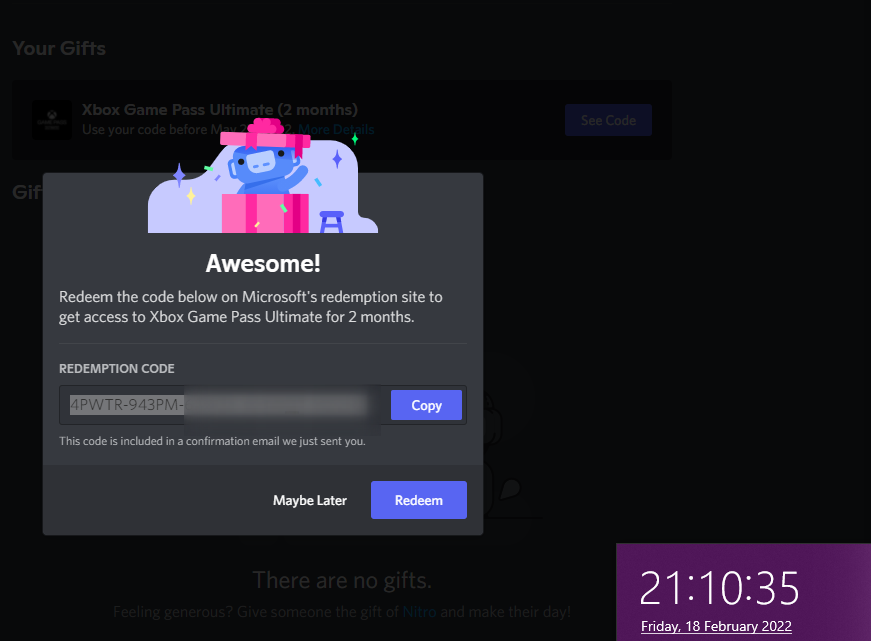 Your Gifts
Xbox Game Pass Ultimate (2 months)
Use your code before May More Details
See Code
Gif
Awesome!
Redeem the code below on Microsoft's redemption site to
get access to Xbox Game Pass Ultimate for 2 months.
REDEMPTION CODE
4PWTR-943PM-
Copy
This code is included in a confirmation email we just sent you.
Maybe Later
Redeem
There are no gifts.
Feeling generous? Give someone the gift of Nitro and make their day!
21:10:35
Friday, 18 February 2022